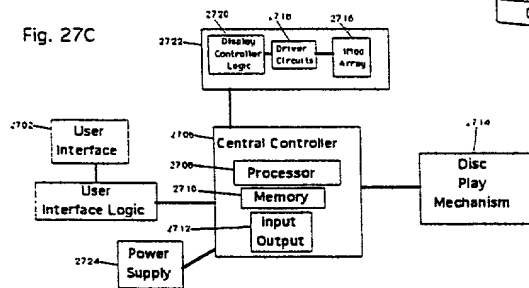 Fig. 27C
2720
2718
2716
2722
Display
Controller
Logic
Driver
Circuits
IMod
Array
2702
User
Interface
User
Interface Logic
2706
Central Controller
2708
Processor
2710
Memory
2712
Input
Output
2714
Disc
Play
Mechanism
2724
Power
Supply